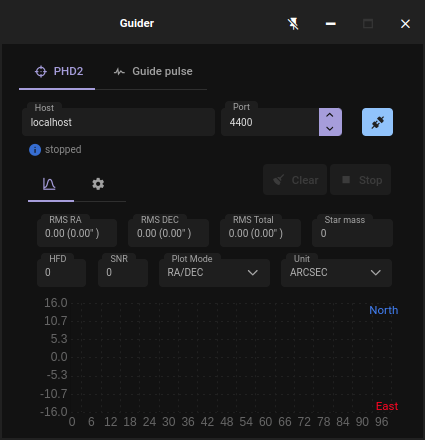 Guider
PHD2 Guide pulse
Host Port
localhost 4400
stopped
Clear Stop
RMS RA RMS DEC RMS Total Star mass
0.00 (0.00" ) 0.00 (0.00" ) 0.00 (0.00" ) 0
HFD SNR Plot Mode Unit
0 0 RA/DEC ARCSEC
16.0 North
10.7
5.3
0.0
-5.3
-10.7
-16.0 East
0 6 12 18 24 30 36 42 48 54 60 66 72 78 84 90 96